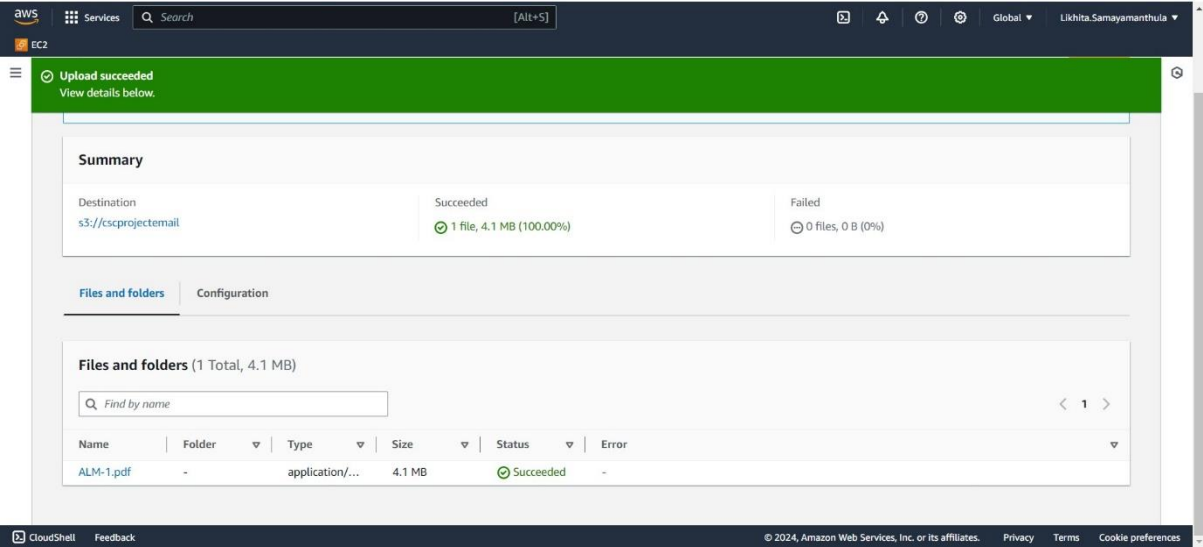 aws Services Search [Alt+S] Global ▼ Likhita.Samayamanthula ▼
EC2
Upload succeeded
View details below.
Summary
Destination Succeeded Failed
s3://cscprojectemail 1 file, 4.1 MB (100.00%) 0 files, 0 B (0%)
Files and folders Configuration
Files and folders (1 Total, 4.1 MB)
Find by name < 1 >
Name Folder Type Size Status Error
ALM-1.pdf - application/... 4.1 MB Succeeded -
CloudShell Feedback © 2024, Amazon Web Services, Inc. or its affiliates. Privacy Terms Cookie preferences